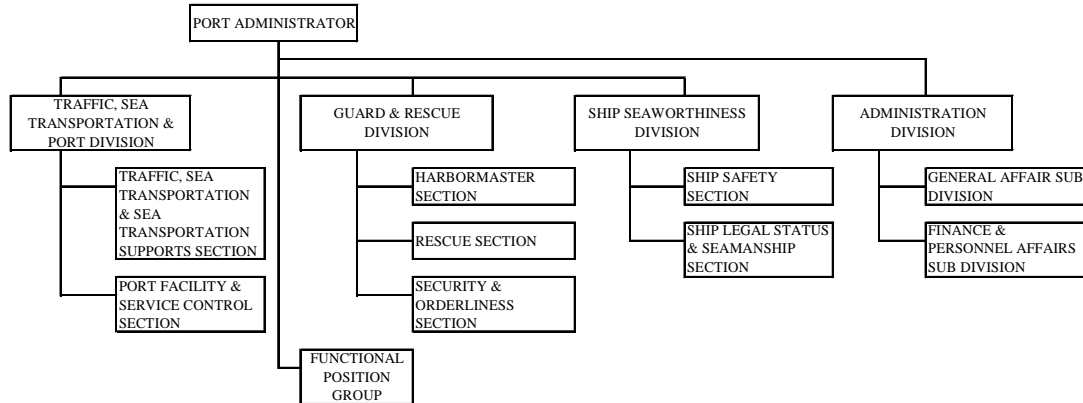 PORT ADMINISTRATOR
TRAFFIC, SEA
TRANSPORTATION &
PORT DIVISION
GUARD & RESCUE
DIVISION
SHIP SEAWORTHINESS
DIVISION
ADMINISTRATION
DIVISION
TRAFFIC, SEA
TRANSPORTATION
& SEA
TRANSPORTATION
SUPPORTS SECTION
PORT FACILITY &
SERVICE CONTROL
SECTION
HARBORMASTER
SECTION
RESCUE SECTION
SECURITY &
ORDERLINESS
SECTION
SHIP SAFETY
SECTION
SHIP LEGAL STATUS
& SEAMANSHIP
SECTION
GENERAL AFFAIR SUB
DIVISION
FINANCE &
PERSONNEL AFFAIRS
SUB DIVISION
FUNCTIONAL
POSITION
GROUP